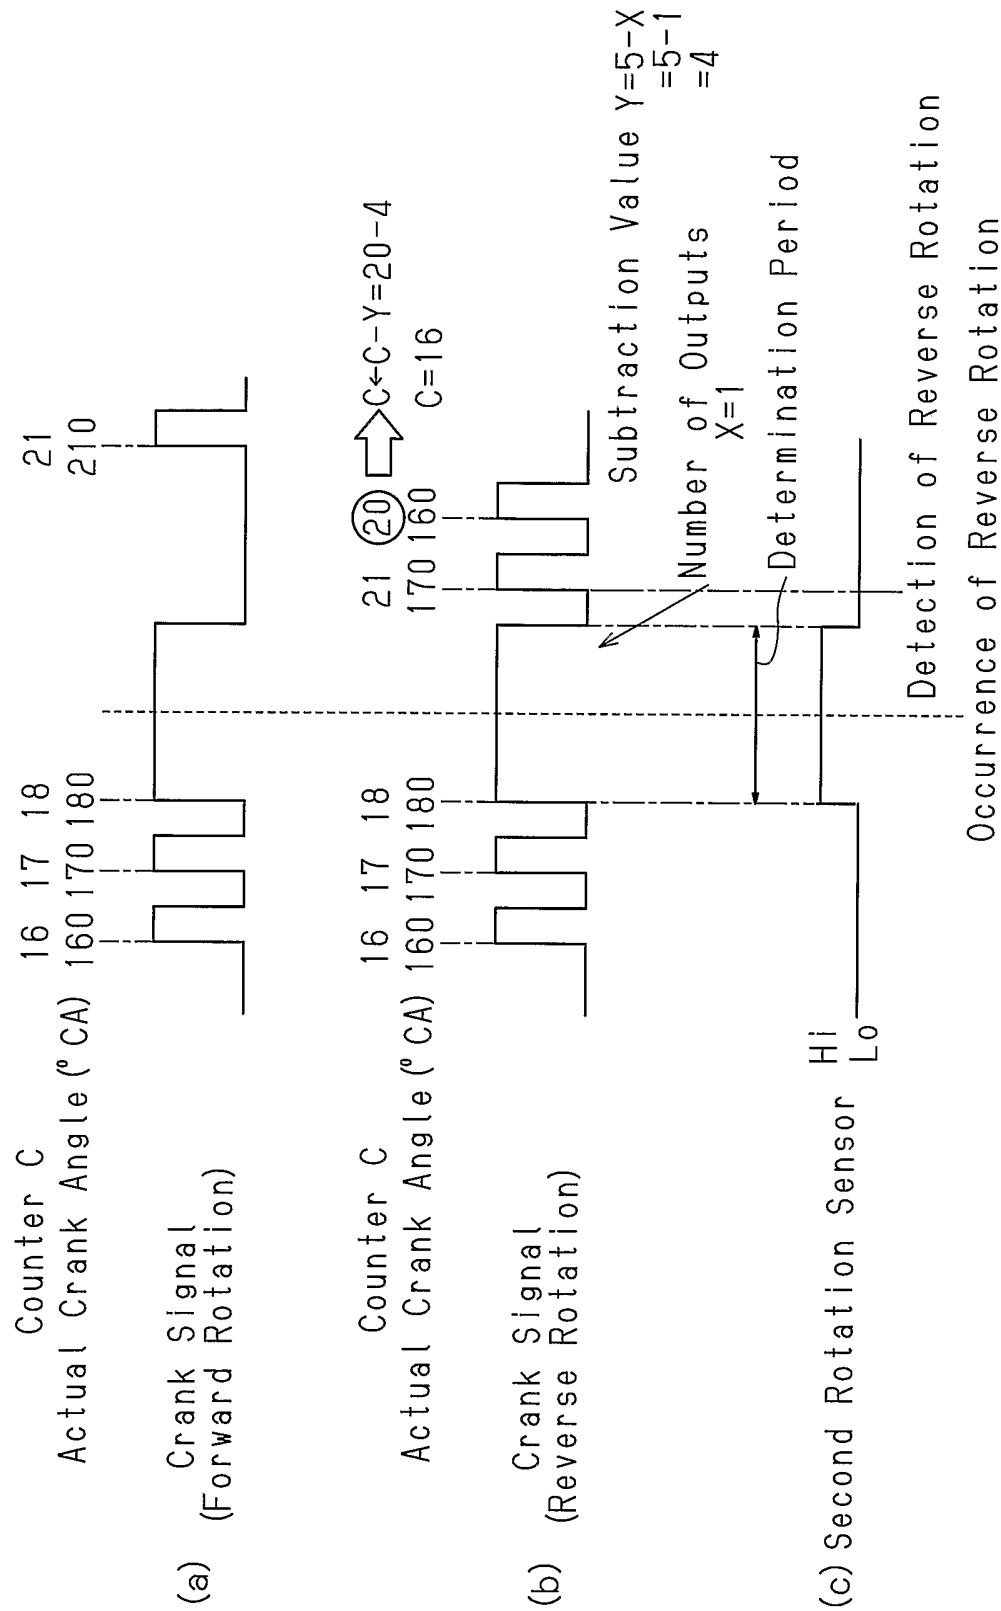 Counter C 16 17 18 21
Actual Crank Angle (°CA) 160 170 180 210
(a) Crank Signal
(Forward Rotation)
Counter C 16 17 18 21 20 C←C-Y=20-4
C=16
Actual Crank Angle (°CA) 160 170 180 170 160
(b) Crank Signal
(Reverse Rotation)
Subtraction Value Y=5-X
=5-1
=4
Number of Outputs
X=1
Determination Period
(c) Second Rotation Sensor
Hi
Lo
Detection of Reverse Rotation
Occurrence of Reverse Rotation